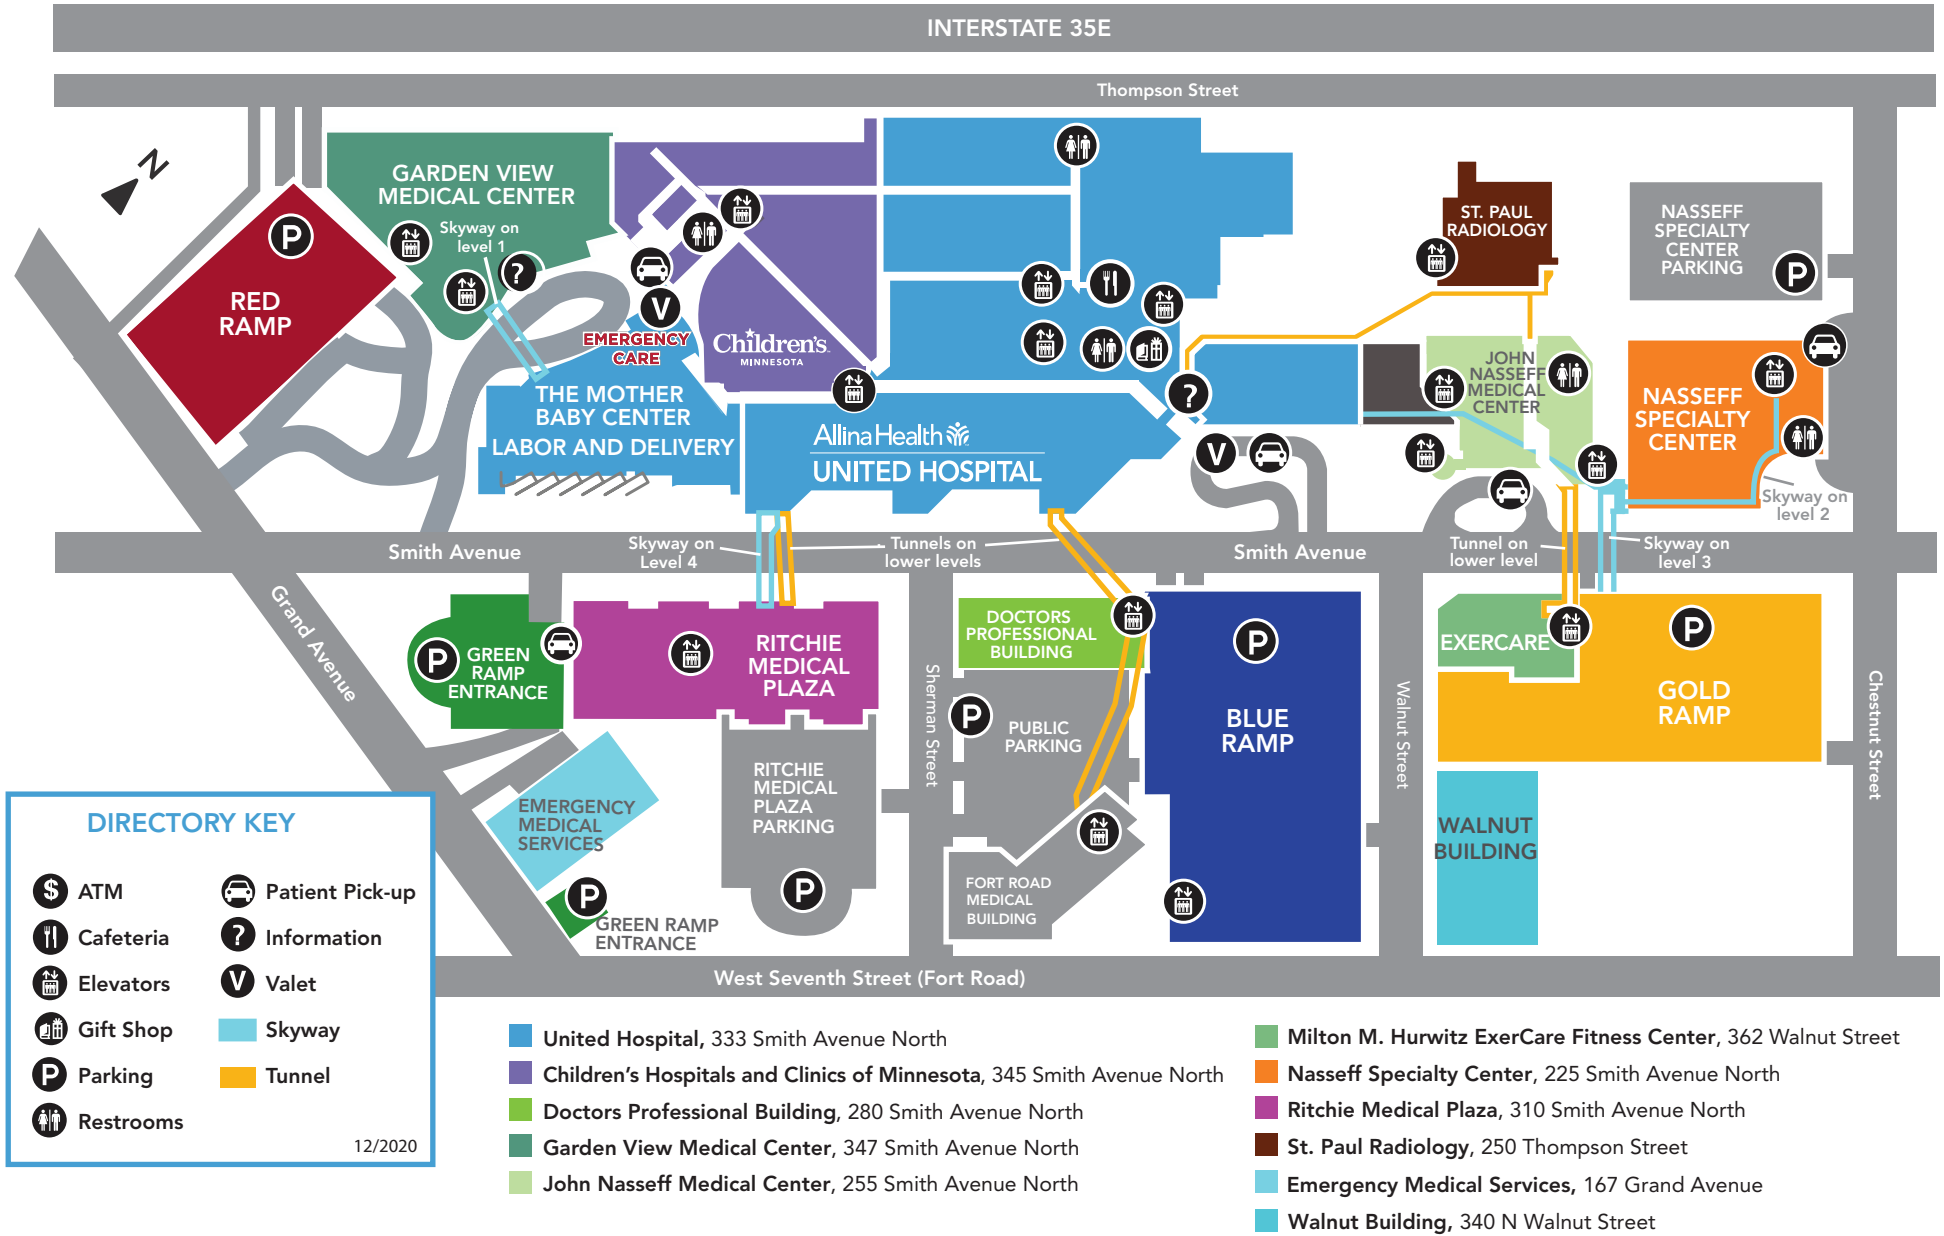 INTERSTATE 35E
Thompson Street
N
GARDEN VIEW
MEDICAL CENTER
Skyway on
level 1
P
?
V
EMERGENCY
CARE
RED
RAMP
Children's
MINNESOTA
THE MOTHER
BABY CENTER
LABOR AND DELIVERY
Allina Health
UNITED HOSPITAL
?
V
ST. PAUL
RADIOLOGY
NASSEFF
SPECIALTY
CENTER
PARKING
P
JOHN
NASSEFF
MEDICAL
CENTER
NASSEFF
SPECIALTY
CENTER
Skyway on
level 2
Smith Avenue
Skyway on
Level 4
Tunnels on
lower levels
Smith Avenue
Tunnel on
lower level
Skyway on
level 3
Grand Avenue
P
GREEN
RAMP
ENTRANCE
RITCHIE
MEDICAL
PLAZA
Sherman Street
DOCTORS
PROFESSIONAL
BUILDING
P
PUBLIC
PARKING
P
BLUE
RAMP
Walnut Street
EXERCARE
P
GOLD
RAMP
Chestnut Street
EMERGENCY
MEDICAL
SERVICES
RITCHIE
MEDICAL
PLAZA
PARKING
P
P
GREEN RAMP
ENTRANCE
FORT ROAD
MEDICAL
BUILDING
WALNUT
BUILDING
West Seventh Street (Fort Road)
DIRECTORY KEY
$ ATM
Cafeteria
Elevators
Gift Shop
P Parking
Restrooms
Patient Pick-up
? Information
V Valet
Skyway
Tunnel
12/2020
United Hospital, 333 Smith Avenue North
Children's Hospitals and Clinics of Minnesota, 345 Smith Avenue North
Doctors Professional Building, 280 Smith Avenue North
Garden View Medical Center, 347 Smith Avenue North
John Nasseff Medical Center, 255 Smith Avenue North
Milton M. Hurwitz ExerCare Fitness Center, 362 Walnut Street
Nasseff Specialty Center, 225 Smith Avenue North
Ritchie Medical Plaza, 310 Smith Avenue North
St. Paul Radiology, 250 Thompson Street
Emergency Medical Services, 167 Grand Avenue
Walnut Building, 340 N Walnut Street